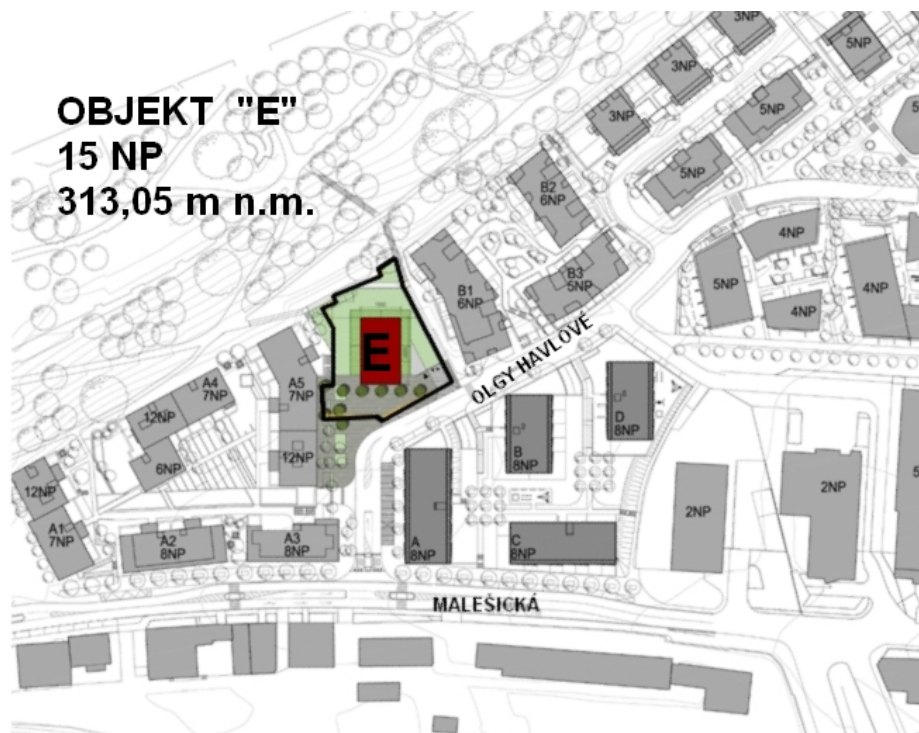 OBJEKT "E"
15 NP
313,05 m n.m.
3NP
3NP
3NP
5NP
5NP
5NP
B2
6NP
B1
6NP
B3
5NP
4NP
5NP
4NP
4NP
E
OLGY HAVLOVÉ
A4
7NP
12NP
A5
7NP
6NP
12NP
12NP
A1
7NP
A2
8NP
A3
8NP
A
8NP
B
8NP
C
8NP
D
8NP
2NP
2NP
MALEŠICKÁ